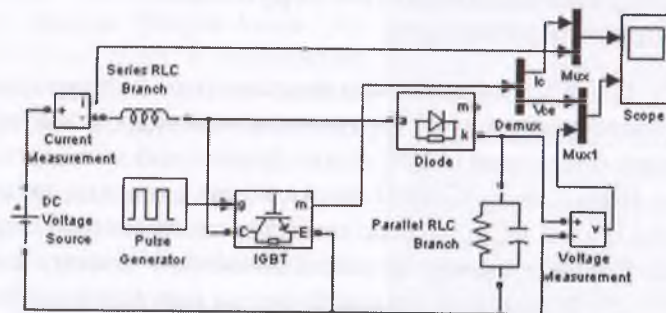 Series RLC
Branch
i
+
-
Current
Measurement
DC
Voltage
Source
+
Pulse
Generator
g
m
C
E
IGBT
a
m
k
Diode
Ic
Vce
Demux
Mux
Mux1
Scope
Parallel RLC
Branch
+
-
v
Voltage
Measurement